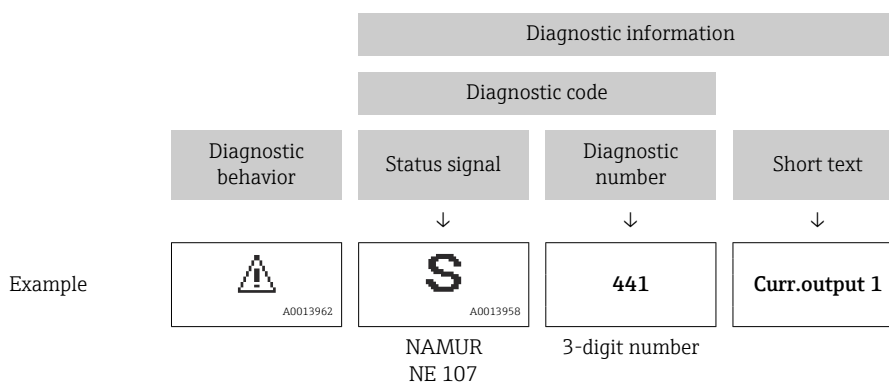 Diagnostic information
Diagnostic code
Diagnostic
behavior
Status signal
Diagnostic
number
Short text
↓ ↓ ↓
Example
A0013962
S
A0013958
441
Curr.output 1
NAMUR
NE 107
3-digit number